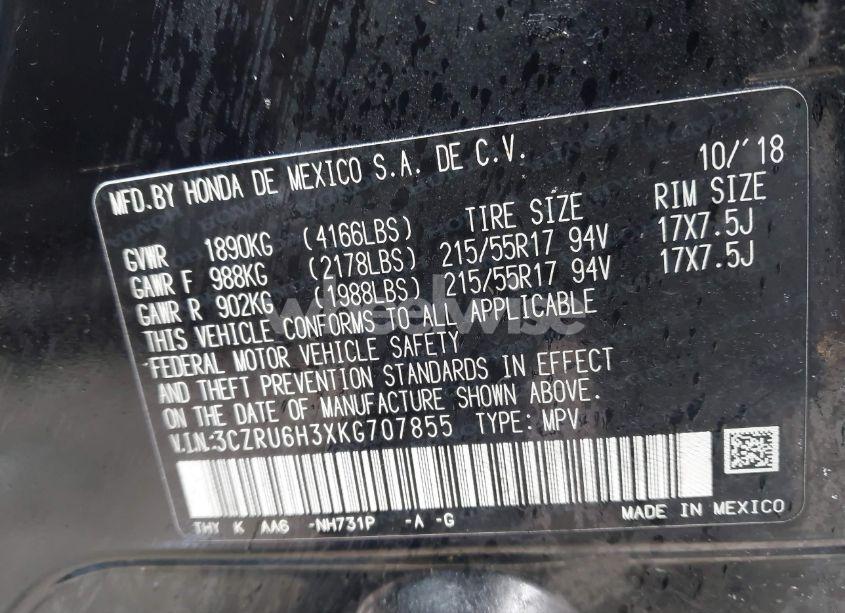 MFD.BY HONDA DE MEXICO S.A. DE C.V. 10/'18
TIRE SIZE RIM SIZE
GVWR 1890KG (4166LBS)
GAWR F 988KG (2178LBS) 215/55R17 94V 17X7.5J
GAWR R 902KG (1988LBS) 215/55R17 94V 17X7.5J
THIS VEHICLE CONFORMS TO ALL APPLICABLE
FEDERAL MOTOR VEHICLE SAFETY
AND THEFT PREVENTION STANDARDS IN EFFECT
ON THE DATE OF MANUFACTURE SHOWN ABOVE.
V.I.N:3CZRU6H3XKG707855 TYPE: MPV
THY K AA6 -NH731P -A -G MADE IN MEXICO
wheelwise